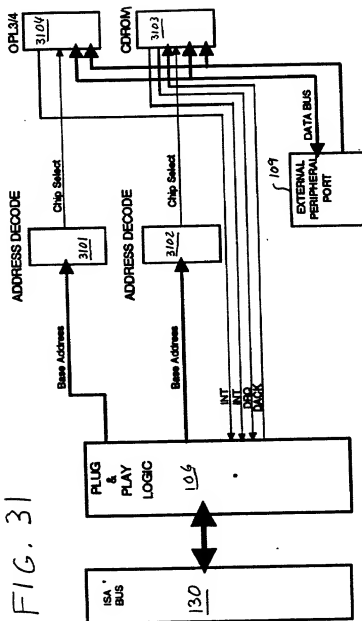 FIG. 31
ISA
BUS
130
PLUG
&
PLAY
LOGIC
106
Base Address
Base Address
INT
INT
DRQ
DACK
ADDRESS DECODE
3101
ADDRESS DECODE
3102
Chip Select
Chip Select
OPL3/4
3104
CDROM
3103
DATA BUS
109
EXTERNAL
PERIPHERAL
PORT